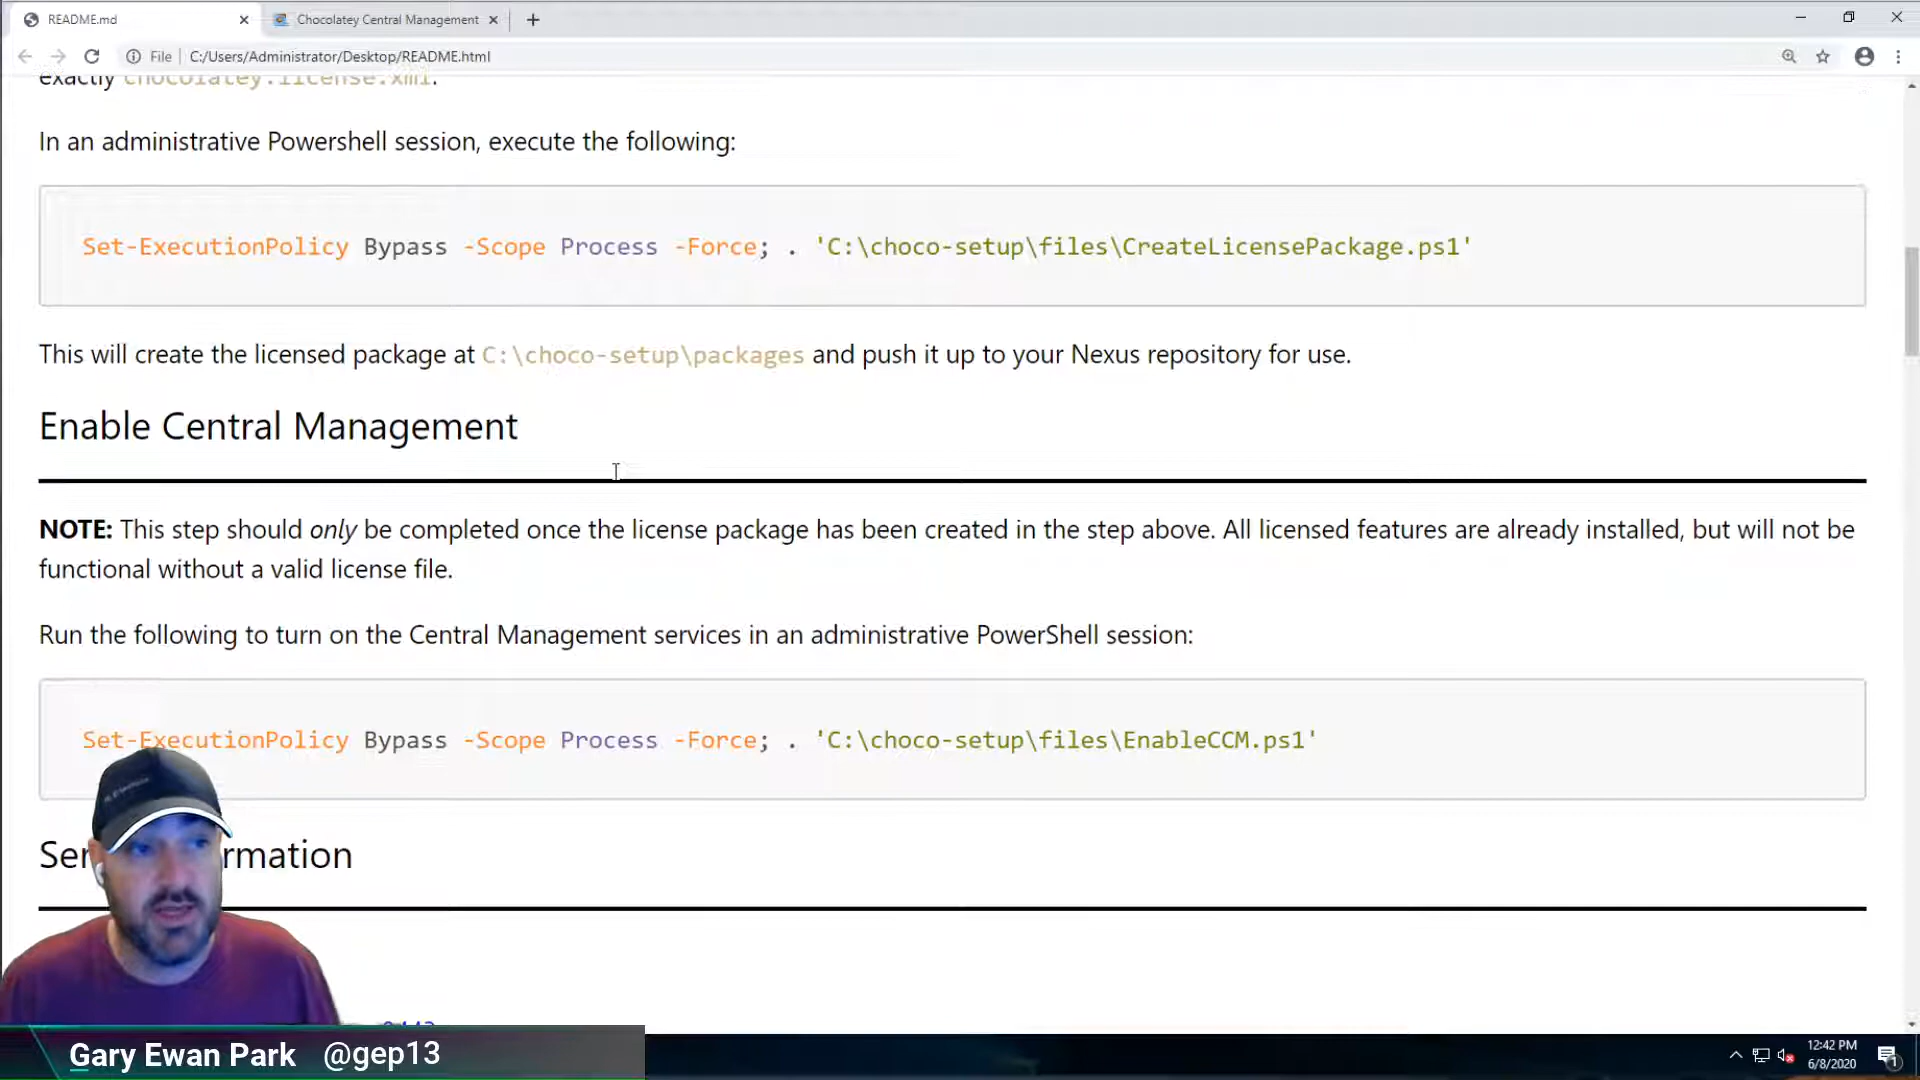 README.md
Chocolatey Central Management
File
C:/Users/Administrator/Desktop/README.html
exactly chocolatey.license.xml.
In an administrative Powershell session, execute the following:
Set-ExecutionPolicy Bypass -Scope Process -Force; . 'C:\choco-setup\files\CreateLicensePackage.ps1'
This will create the licensed package at C:\choco-setup\packages and push it up to your Nexus repository for use.
Enable Central Management
NOTE: This step should only be completed once the license package has been created in the step above. All licensed features are already installed, but will not be
functional without a valid license file.
Run the following to turn on the Central Management services in an administrative PowerShell session:
Set-ExecutionPolicy Bypass -Scope Process -Force; . 'C:\choco-setup\files\EnableCCM.ps1'
Ser rmation
Gary Ewan Park @gep13
12:42 PM
6/8/2020
1